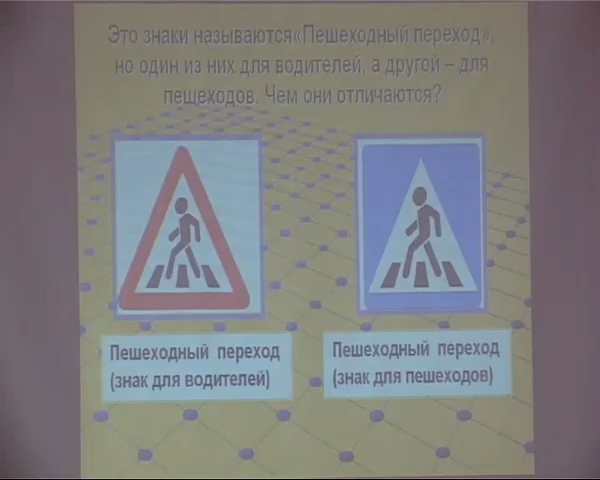 Это знаки называются«Пешеходный переход»,
но один из них для водителей, а другой – для
пешеходов. Чем они отличаются?
Пешеходный переход
(знак для водителей)
Пешеходный переход
(знак для пешеходов)